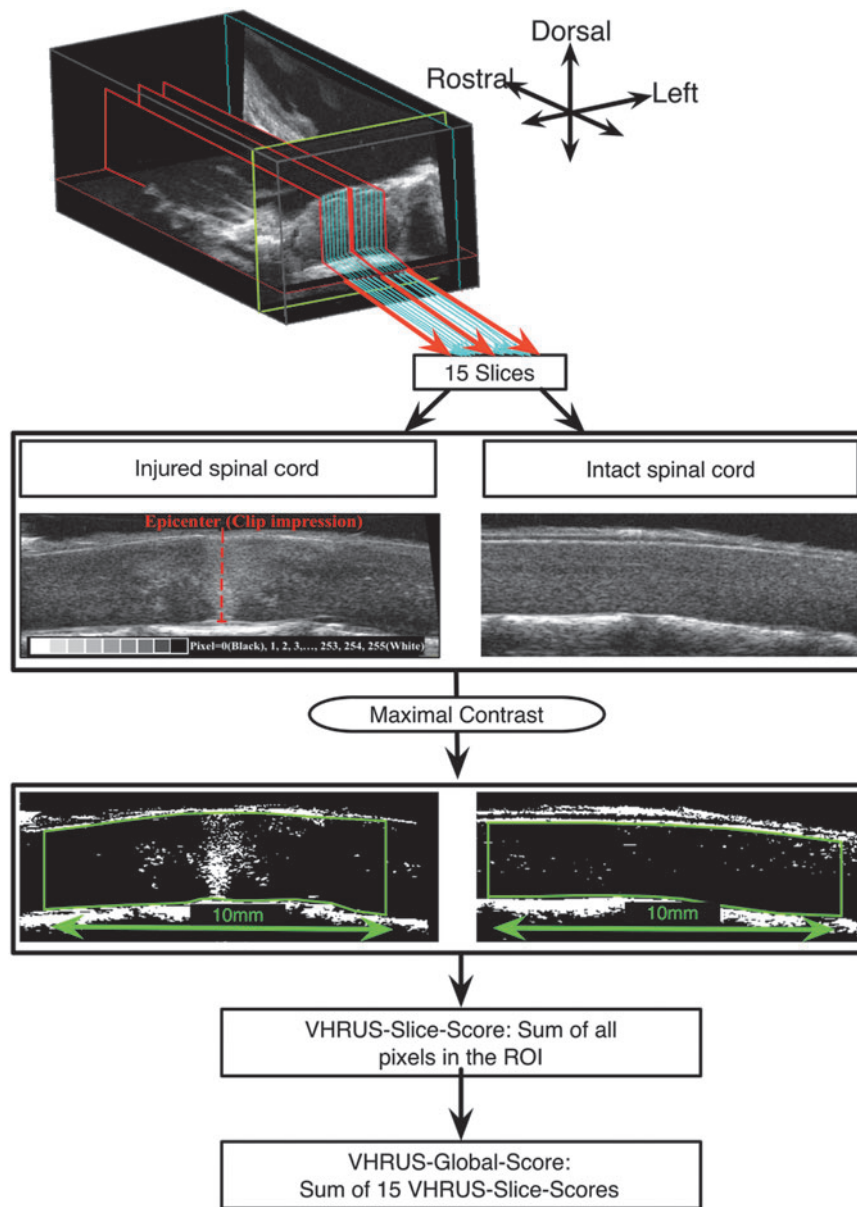 Dorsal
Rostral
Left
15 Slices
Injured spinal cord
Intact spinal cord
Epicenter (Clip impression)
Pixel=0(Black), 1, 2, 3,..., 253, 254, 255(White)
Maximal Contrast
10mm
10mm
VHRUS-Slice-Score: Sum of all
pixels in the ROI
VHRUS-Global-Score:
Sum of 15 VHRUS-Slice-Scores